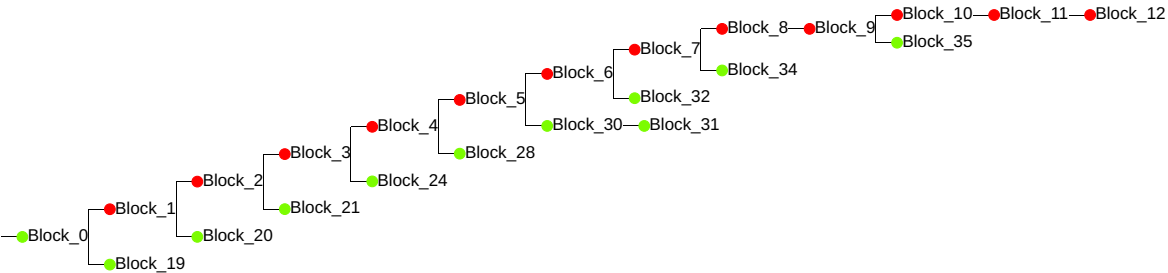 Block_10 Block_11 Block_12
Block_8 Block_9
Block_35
Block_7
Block_34
Block_6
Block_32
Block_5
Block_30 Block_31
Block_4
Block_28
Block_3
Block_24
Block_2
Block_21
Block_1
Block_0
Block_20
Block_19